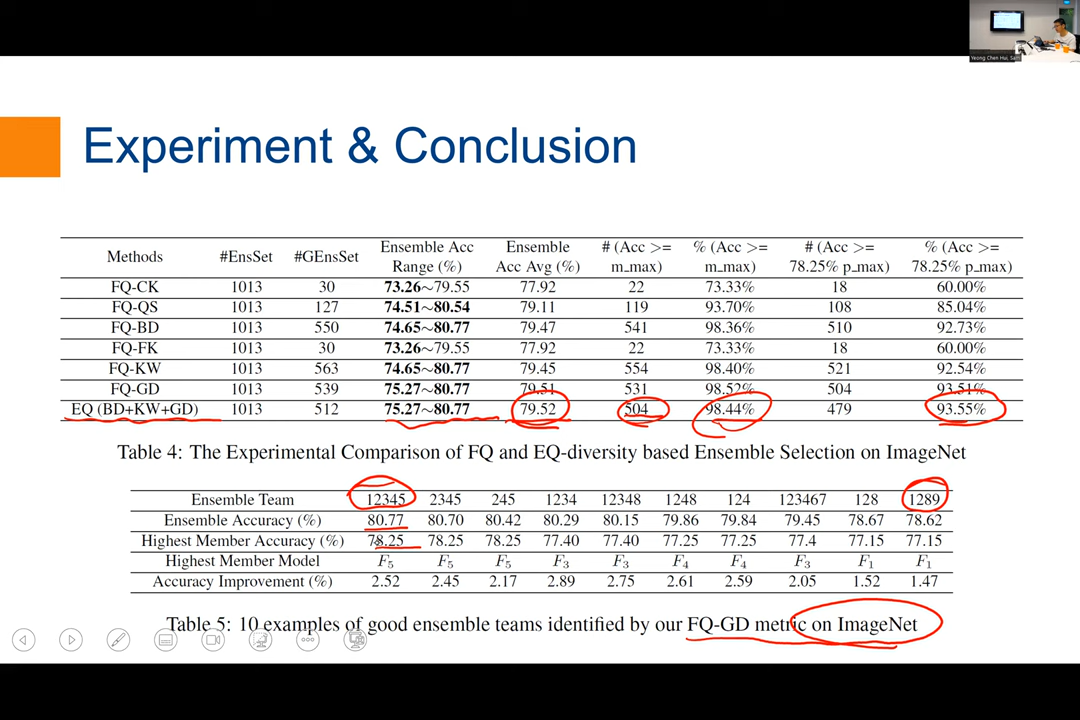 Yeong Chen Hui, Sam
Experiment & Conclusion
Methods #EnsSet #GEnsSet Ensemble Acc Range (%) Ensemble Acc Avg (%) # (Acc >= m_max) % (Acc >= m_max) # (Acc >= 78.25% p_max) % (Acc >= 78.25% p_max)
FQ-CK 1013 30 73.26~79.55 77.92 22 73.33% 18 60.00%
FQ-QS 1013 127 74.51~80.54 79.11 119 93.70% 108 85.04%
FQ-BD 1013 550 74.65~80.77 79.47 541 98.36% 510 92.73%
FQ-FK 1013 30 73.26~79.55 77.92 22 73.33% 18 60.00%
FQ-KW 1013 563 74.65~80.77 79.45 554 98.40% 521 92.54%
FQ-GD 1013 539 75.27~80.77 79.51 531 98.52% 504 93.51%
EQ (BD+KW+GD) 1013 512 75.27~80.77 79.52 504 98.44% 479 93.55%
Table 4: The Experimental Comparison of FQ and EQ-diversity based Ensemble Selection on ImageNet
Ensemble Team 12345 2345 245 1234 12348 1248 124 123467 128 1289
Ensemble Accuracy (%) 80.77 80.70 80.42 80.29 80.15 79.86 79.84 79.45 78.67 78.62
Highest Member Accuracy (%) 78.25 78.25 78.25 77.40 77.40 77.25 77.25 77.4 77.15 77.15
Highest Member Model F5 F5 F5 F3 F3 F4 F4 F3 F1 F1
Accuracy Improvement (%) 2.52 2.45 2.17 2.89 2.75 2.61 2.59 2.05 1.52 1.47
Table 5: 10 examples of good ensemble teams identified by our FQ-GD metric on ImageNet